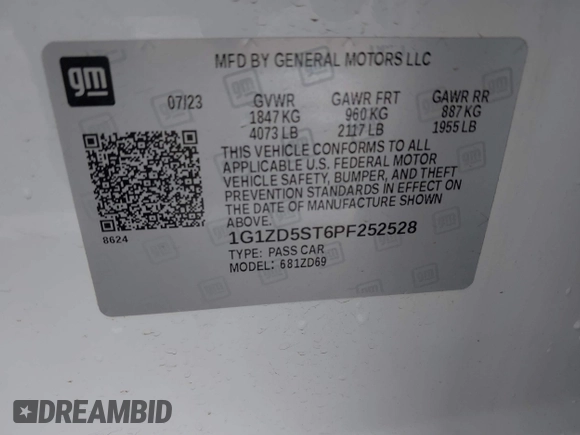 gm
MFD BY GENERAL MOTORS LLC
07/23 GVWR GAWR FRT GAWR RR
1847 KG 960 KG 887 KG
4073 LB 2117 LB 1955 LB
THIS VEHICLE CONFORMS TO ALL
APPLICABLE U.S. FEDERAL MOTOR
VEHICLE SAFETY, BUMPER, AND THEFT
PREVENTION STANDARDS IN EFFECT ON
THE DATE OF MANUFACTURE SHOWN
ABOVE.
8624
1G1ZD5ST6PF252528
TYPE: PASS CAR
MODEL: 681ZD69
DREAMBID